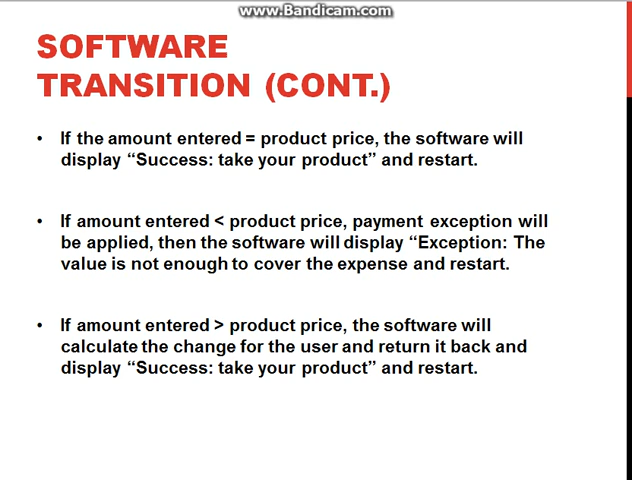 www.Bandicam.com
SOFTWARE
TRANSITION (CONT.)
• If the amount entered = product price, the software will
display “Success: take your product” and restart.
• If amount entered < product price, payment exception will
be applied, then the software will display “Exception: The
value is not enough to cover the expense and restart.
• If amount entered > product price, the software will
calculate the change for the user and return it back and
display “Success: take your product” and restart.